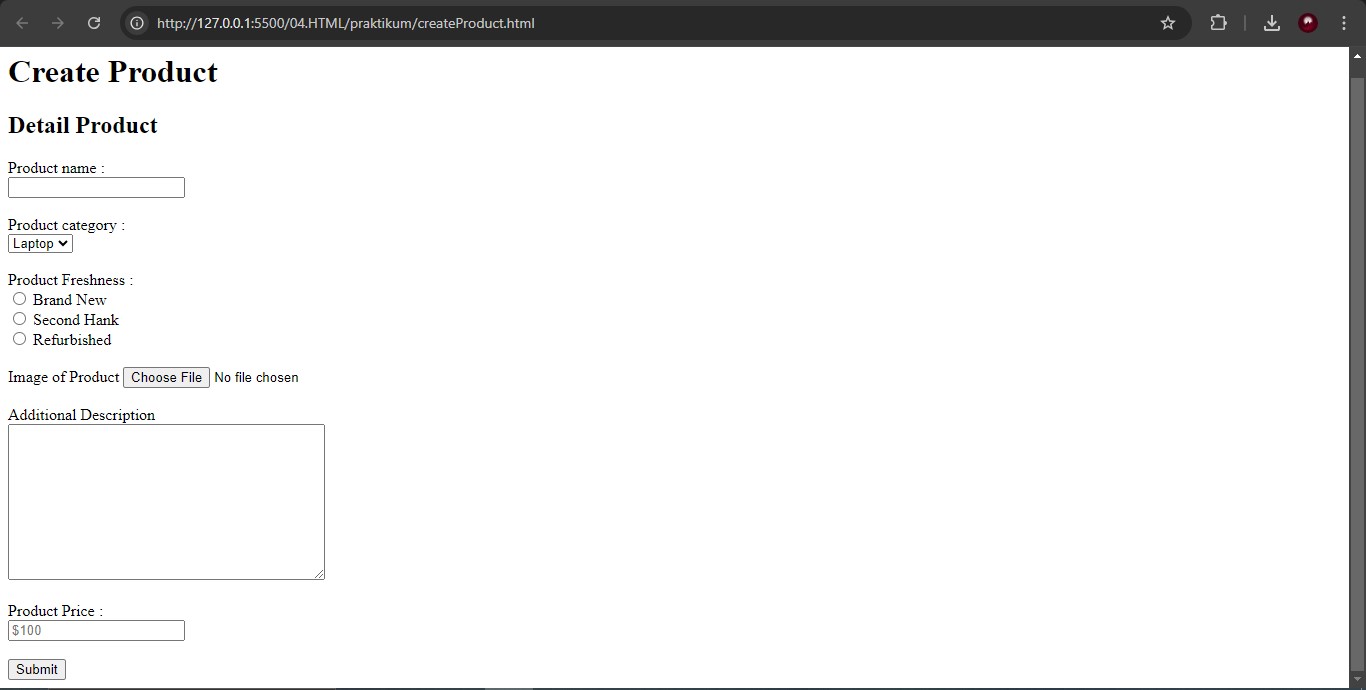 http://127.0.0.1:5500/04.HTML/praktikum/createProduct.html
Create Product
Detail Product
Product name :
Product category :
Laptop
Product Freshness :
Brand New
Second Hank
Refurbished
Image of Product Choose File No file chosen
Additional Description
Product Price :
$100
Submit